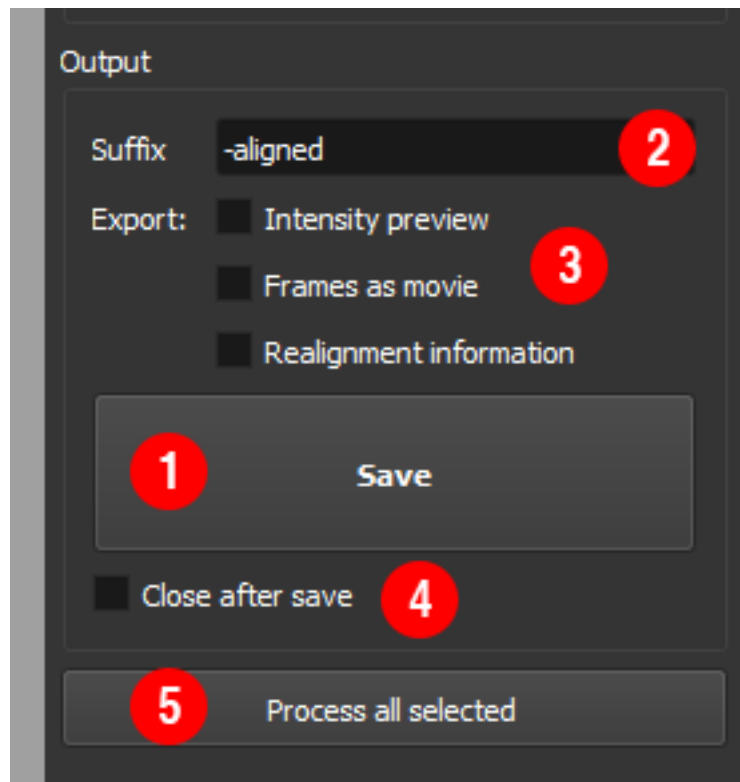 Output
Suffix -aligned 2
Export: Intensity preview
3
Frames as movie
Realignment information
1 Save
Close after save 4
5 Process all selected